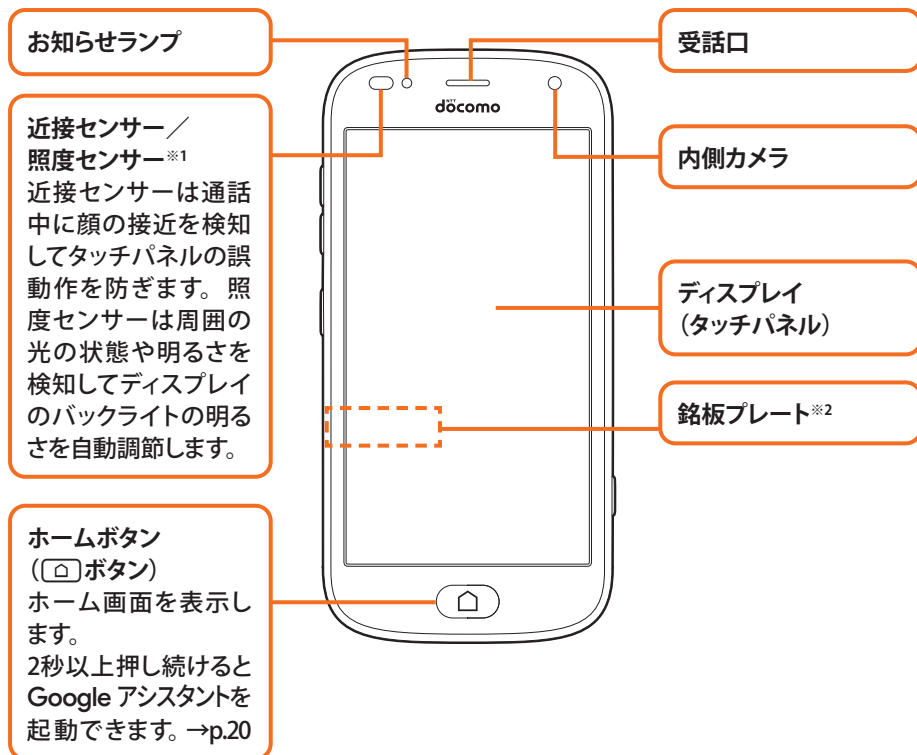 お知らせランプ
近接センサー／
照度センサー※1
近接センサーは通話
中に顔の接近を検知
してタッチパネルの誤
動作を防ぎます。照
度センサーは周囲の
光の状態や明るさを
検知してディスプレイ
のバックライトの明る
さを自動調節します。
ホームボタン
（ボタン）
ホーム画面を表示し
ます。
2秒以上押し続けると
Google アシスタントを
起動できます。→p.20
NTT
docomo
受話口
内側カメラ
ディスプレイ
（タッチパネル）
銘板プレート※2